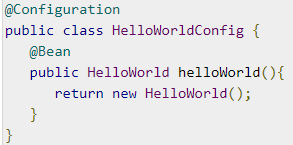 @Configuration
public class HelloWorldConfig {
   @Bean
   public HelloWorld helloWorld(){
      return new HelloWorld();
   }
}